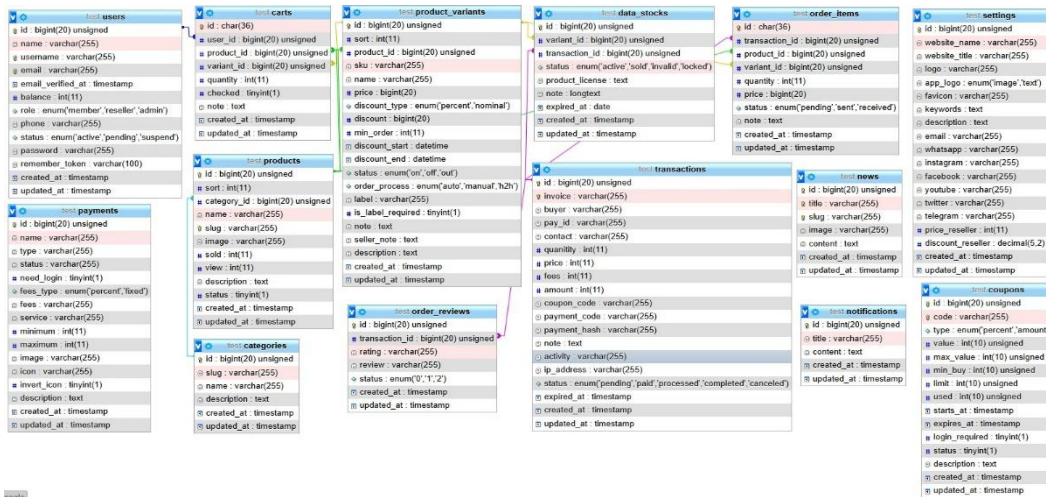 test users
id : bigint(20) unsigned
name : varchar(255)
username : varchar(255)
email : varchar(255)
email_verified_at : timestamp
balance : int(11)
role : enum('member','reseller','admin')
phone : varchar(255)
status : enum('active','pending','suspend')
password : varchar(255)
remember_token : varchar(100)
created_at : timestamp
updated_at : timestamp
test payments
id : bigint(20) unsigned
name : varchar(255)
type : varchar(255)
status : varchar(255)
need_login : tinyint(1)
fees_type : enum('percent','fixed')
fees : varchar(255)
service : varchar(255)
minimum : int(11)
maximum : int(11)
image : varchar(255)
icon : varchar(255)
invert_icon : tinyint(1)
description : text
created_at : timestamp
updated_at : timestamp
test carts
id : char(36)
user_id : bigint(20) unsigned
product_id : bigint(20) unsigned
variant_id : bigint(20) unsigned
quantity : int(11)
checked : tinyint(1)
note : text
created_at : timestamp
updated_at : timestamp
test products
id : bigint(20) unsigned
sort : int(11)
category_id : bigint(20) unsigned
name : varchar(255)
slug : varchar(255)
image : varchar(255)
sold : int(11)
view : int(11)
description : text
status : tinyint(1)
created_at : timestamp
updated_at : timestamp
test categories
id : bigint(20) unsigned
slug : varchar(255)
name : varchar(255)
description : text
created_at : timestamp
updated_at : timestamp
test product_variants
id : bigint(20) unsigned
sort : int(11)
product_id : bigint(20) unsigned
sku : varchar(255)
name : varchar(255)
price : bigint(20)
discount_type : enum('percent','nominal')
discount : bigint(20)
min_order : int(11)
discount_start : datetime
discount_end : datetime
status : enum('on','off','out')
order_process : enum('auto','manual','h2h')
label : varchar(255)
is_label_required : tinyint(1)
note : text
seller_note : text
description : text
created_at : timestamp
updated_at : timestamp
test order_reviews
id : bigint(20) unsigned
transaction_id : bigint(20) unsigned
rating : varchar(255)
review : varchar(255)
status : enum('0','1','2')
created_at : timestamp
updated_at : timestamp
test data_stocks
id : bigint(20) unsigned
variant_id : bigint(20) unsigned
transaction_id : bigint(20) unsigned
status : enum('active','sold','invalid','locked')
product_license : text
note : longtext
expired_at : date
created_at : timestamp
updated_at : timestamp
test transactions
id : bigint(20) unsigned
invoice : varchar(255)
buyer : varchar(255)
pay_id : varchar(255)
contact : varchar(255)
quanitity : int(11)
price : int(11)
fees : int(11)
amount : int(11)
coupon_code : varchar(255)
payment_code : varchar(255)
payment_hash : varchar(255)
note : text
activity : varchar(255)
ip_address : varchar(255)
status : enum('pending','paid','processed','completed','canceled')
expired_at : timestamp
created_at : timestamp
updated_at : timestamp
test order_items
id : char(36)
transaction_id : bigint(20) unsigned
product_id : bigint(20) unsigned
variant_id : bigint(20) unsigned
quantity : int(11)
price : bigint(20)
status : enum('pending','sent','received')
note : text
created_at : timestamp
updated_at : timestamp
test news
id : bigint(20) unsigned
title : varchar(255)
slug : varchar(255)
image : varchar(255)
content : text
created_at : timestamp
updated_at : timestamp
test notifications
id : bigint(20) unsigned
title : varchar(255)
content : text
created_at : timestamp
updated_at : timestamp
test settings
id : bigint(20) unsigned
website_name : varchar(255)
website_title : varchar(255)
logo : varchar(255)
app_logo : enum('image','text')
favicon : varchar(255)
keywords : text
description : text
email : varchar(255)
whatsapp : varchar(255)
instagram : varchar(255)
facebook : varchar(255)
youtube : varchar(255)
twitter : varchar(255)
telegram : varchar(255)
price_reseller : int(11)
discount_reseller : decimal(5,2)
created_at : timestamp
updated_at : timestamp
test coupons
id : bigint(20) unsigned
code : varchar(255)
type : enum('percent','amount
value : int(10) unsigned
max_value : int(10) unsigned
min_buy : int(10) unsigned
limit : int(10) unsigned
used : int(10) unsigned
starts_at : timestamp
expires_at : timestamp
login_required : tinyint(1)
status : tinyint(1)
description : text
created_at : timestamp
updated_at : timestamp